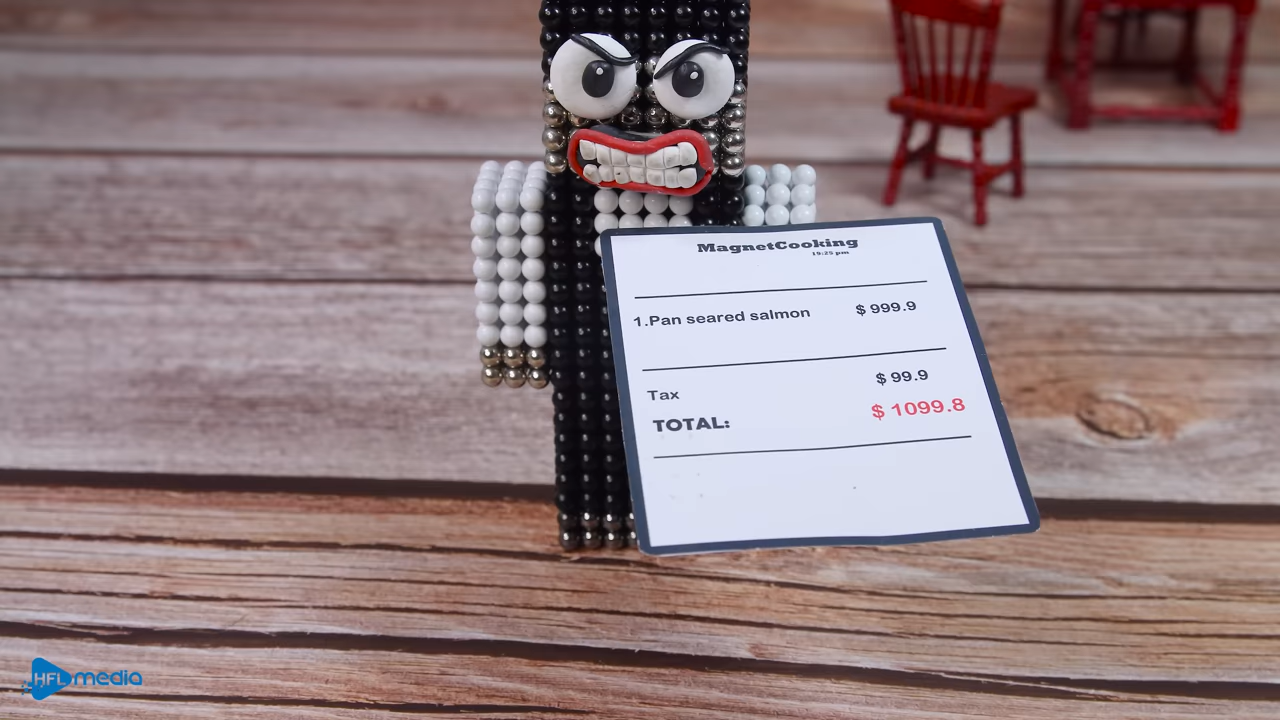 MagnetCooking
19:25 pm
1.Pan seared salmon $ 999.9
Tax $ 99.9
TOTAL: $ 1099.8
HFL media